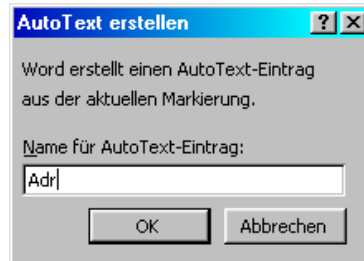 AutoText erstellen
Word erstellt einen AutoText-Eintrag
aus der aktuellen Markierung.
Name für AutoText-Eintrag:
Adr
OK Abbrechen